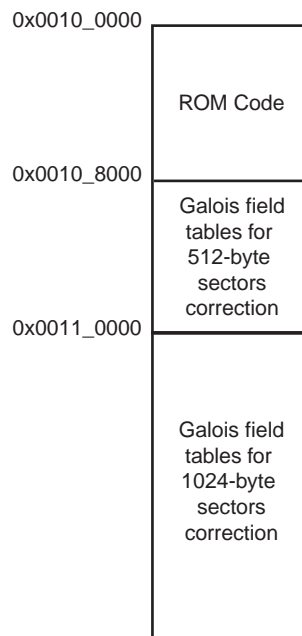 0x0010_0000
ROM Code
0x0010_8000
Galois field
tables for
512-byte
sectors
correction
0x0011_0000
Galois field
tables for
1024-byte
sectors
correction